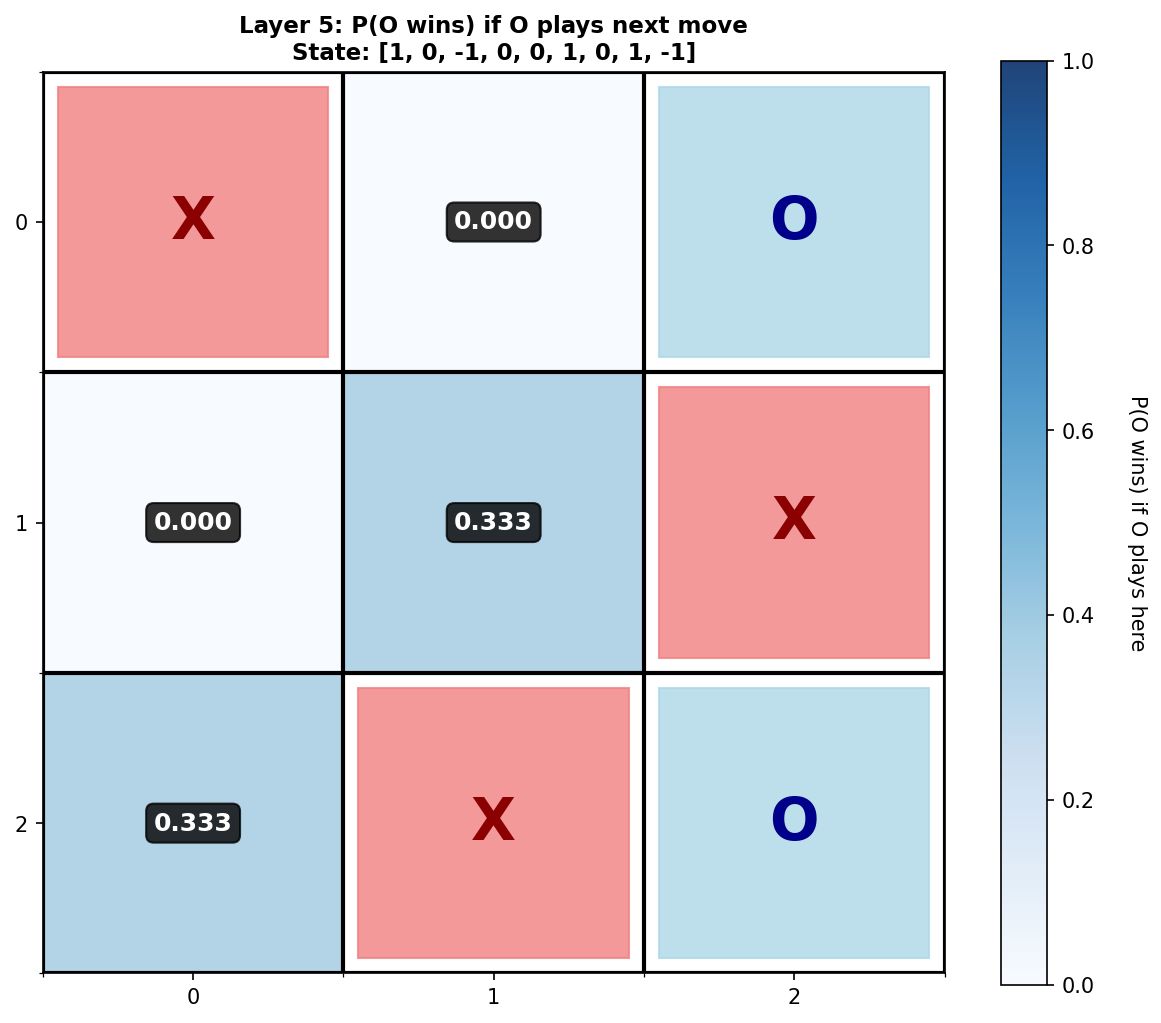 Layer 5: P(O wins) if O plays next move
State: [1, 0, -1, 0, 0, 1, 0, 1, -1]
X
0.000
O
0.000
0.333
X
0.333
X
O
0
1
2
0
1
2
1.0
0.8
0.6
0.4
0.2
0.0
P(O wins) if O plays here